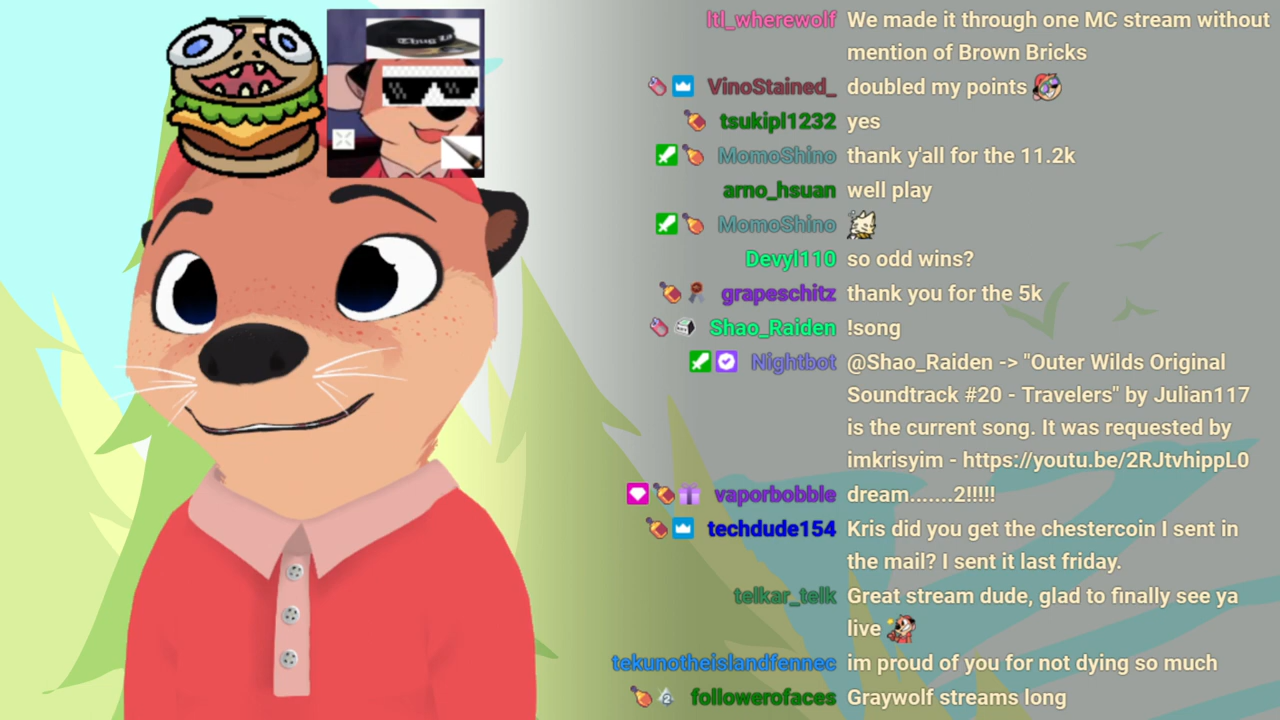 ltl_wherewolf We made it through one MC stream without
mention of Brown Bricks
VinoStained_ doubled my points
tsukipl1232 yes
MomoShino thank y'all for the 11.2k
arno_hsuan well play
MomoShino
Devyl110 so odd wins?
grapeschitz thank you for the 5k
Shao_Raiden !song
Nightbot @Shao_Raiden -> "Outer Wilds Original
Soundtrack #20 - Travelers" by Julian117
is the current song. It was requested by
imkrisyim - https://youtu.be/2RJtvhippL0
2
vaporbobble dream.......2!!!!!
techdude154 Kris did you get the chestercoin I sent in
the mail? I sent it last friday.
telkar_telk Great stream dude, glad to finally see ya
live
tekunotheislandfennec im proud of you for not dying so much
followerofaces Graywolf streams long